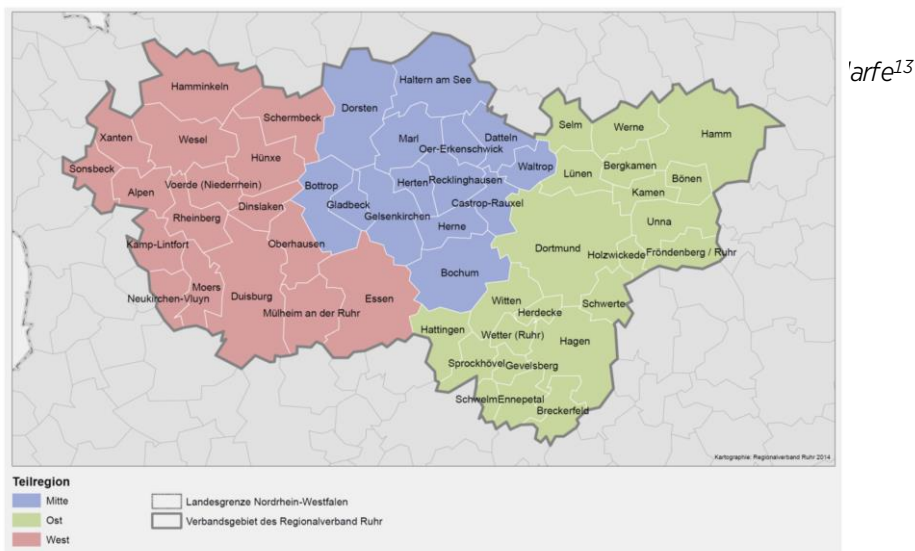 larfe13
Haltern am See
Hamminkeln
Dorsten
Schermbeck
Selm
Werne
Hamm
Xanten
Wesel
Marl
Datteln
Oer-Erkenschwick
Hünxe
Waltrop
Sonsbeck
Lünen
Bergkamen
Bönen
Alpen
Voerde (Niederrhein)
Bottrop
Herten
Recklinghausen
Kamen
Gladbeck
Castrop-Rauxel
Rheinberg
Dinslaken
Gelsenkirchen
Herne
Unna
Kamp-Lintfort
Oberhausen
Dortmund
Holzwickede
Fröndenberg / Ruhr
Bochum
Moers
Neukirchen-Vluyn
Duisburg
Essen
Witten
Schwerte
Mülheim an der Ruhr
Herdecke
Hattingen
Wetter (Ruhr)
Hagen
Sprockhövel
Gevelsberg
Schwelm
Ennepetal
Breckerfeld
Kartographie: Regionalverband Ruhr 2014
Teilregion
Mitte
Ost
West
Landesgrenze Nordrhein-Westfalen
Verbandsgebiet des Regionalverband Ruhr